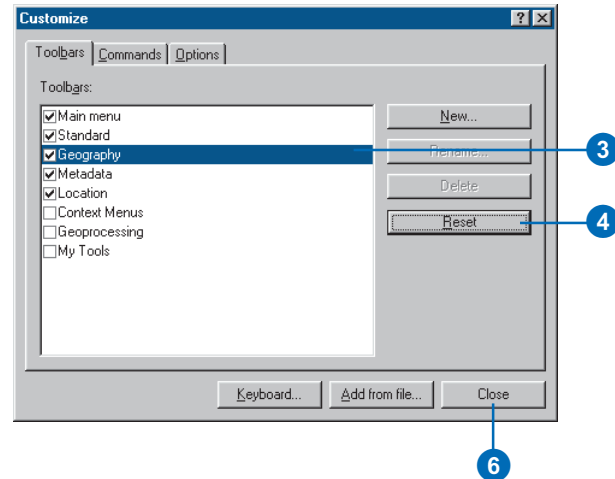 Customize
Toolbars Commands Options
Toolbars:
Main menu
Standard
Geography
Metadata
Location
Context Menus
Geoprocessing
My Tools
New...
Rename...
Delete
Reset
3
4
Keyboard... Add from file... Close
6